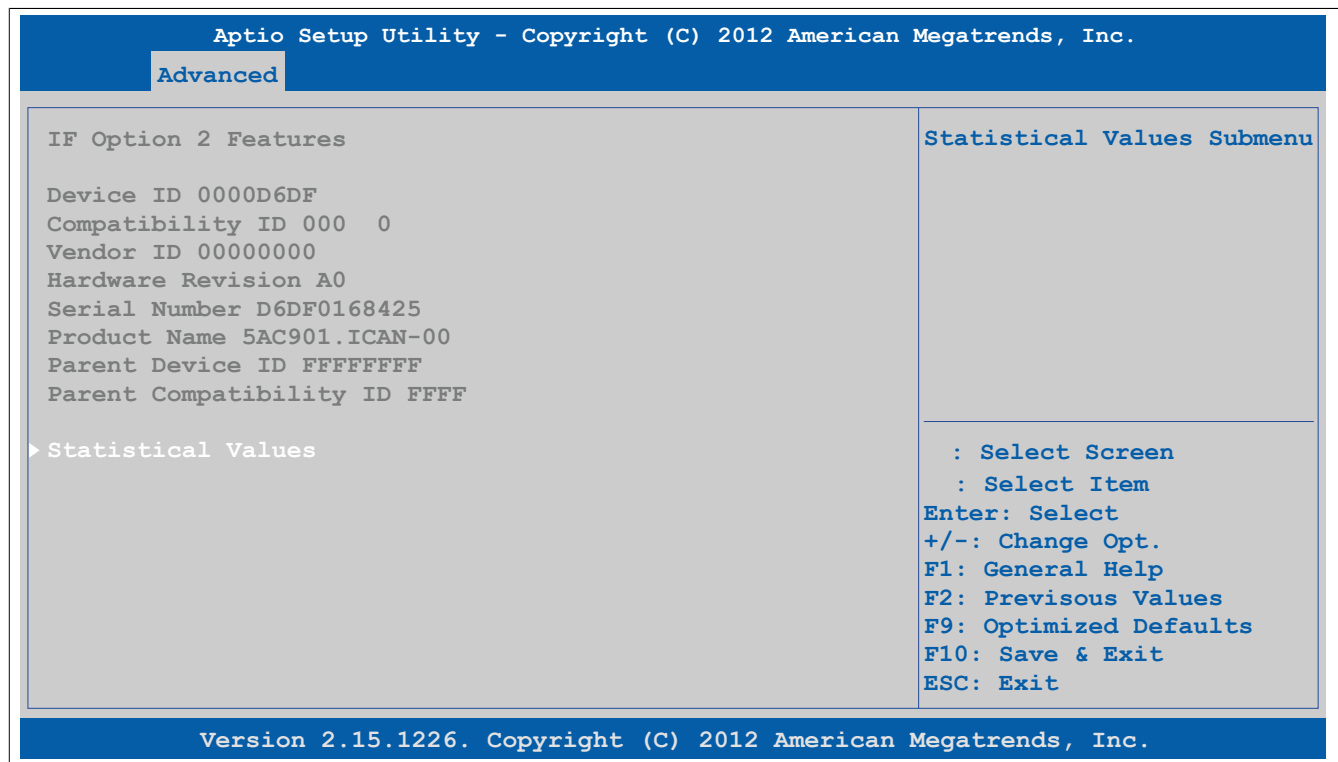 Aptio Setup Utility - Copyright (C) 2012 American Megatrends, Inc.
Advanced
IF Option 2 Features
Device ID 0000D6DF
Compatibility ID 000  0
Vendor ID 00000000
Hardware Revision A0
Serial Number D6DF0168425
Product Name 5AC901.ICAN-00
Parent Device ID FFFFFFFF
Parent Compatibility ID FFFF
Statistical Values
Statistical Values Submenu
: Select Screen
: Select Item
Enter: Select
+/-: Change Opt.
F1: General Help
F2: Previsous Values
F9: Optimized Defaults
F10: Save & Exit
ESC: Exit
Version 2.15.1226. Copyright (C) 2012 American Megatrends, Inc.